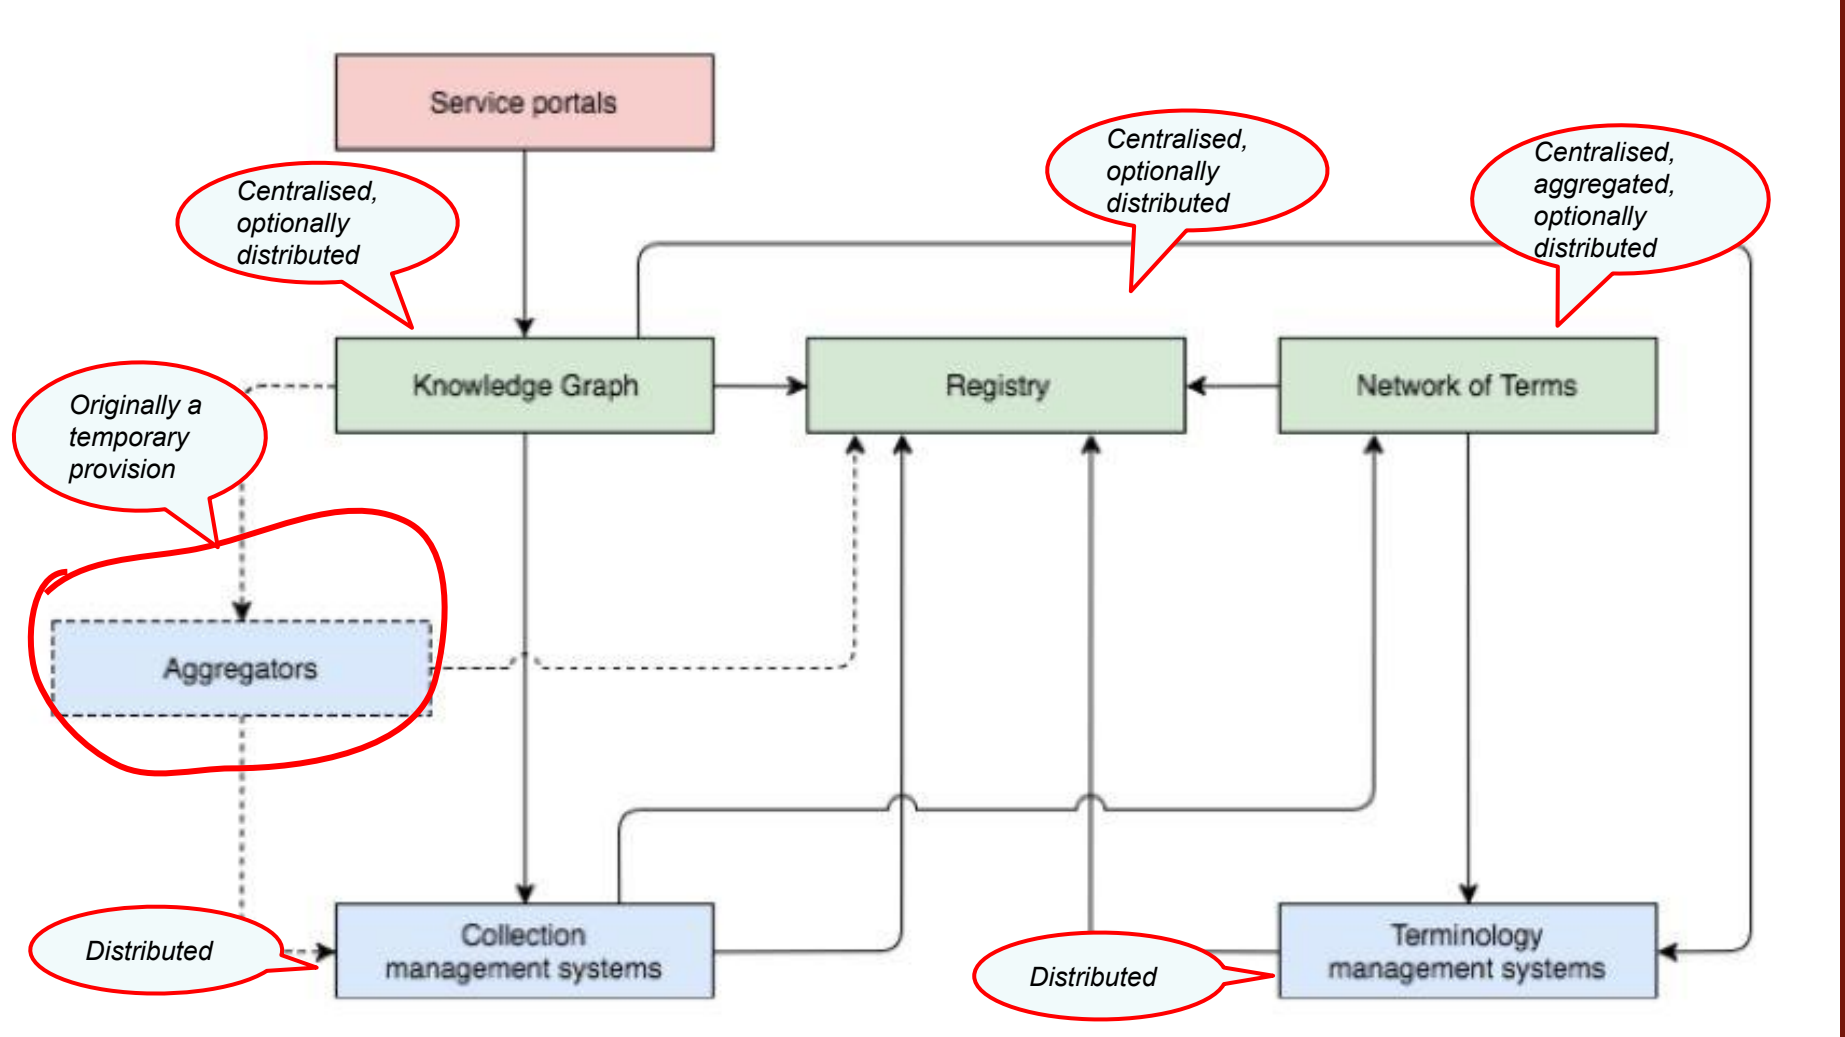 Service portals
Centralised,
optionally
distributed
Centralised,
optionally
distributed
Centralised,
aggregated,
optionally
distributed
Knowledge Graph
Registry
Network of Terms
Originally a
temporary
provision
Aggregators
Distributed
Collection
management systems
Distributed
Terminology
management systems